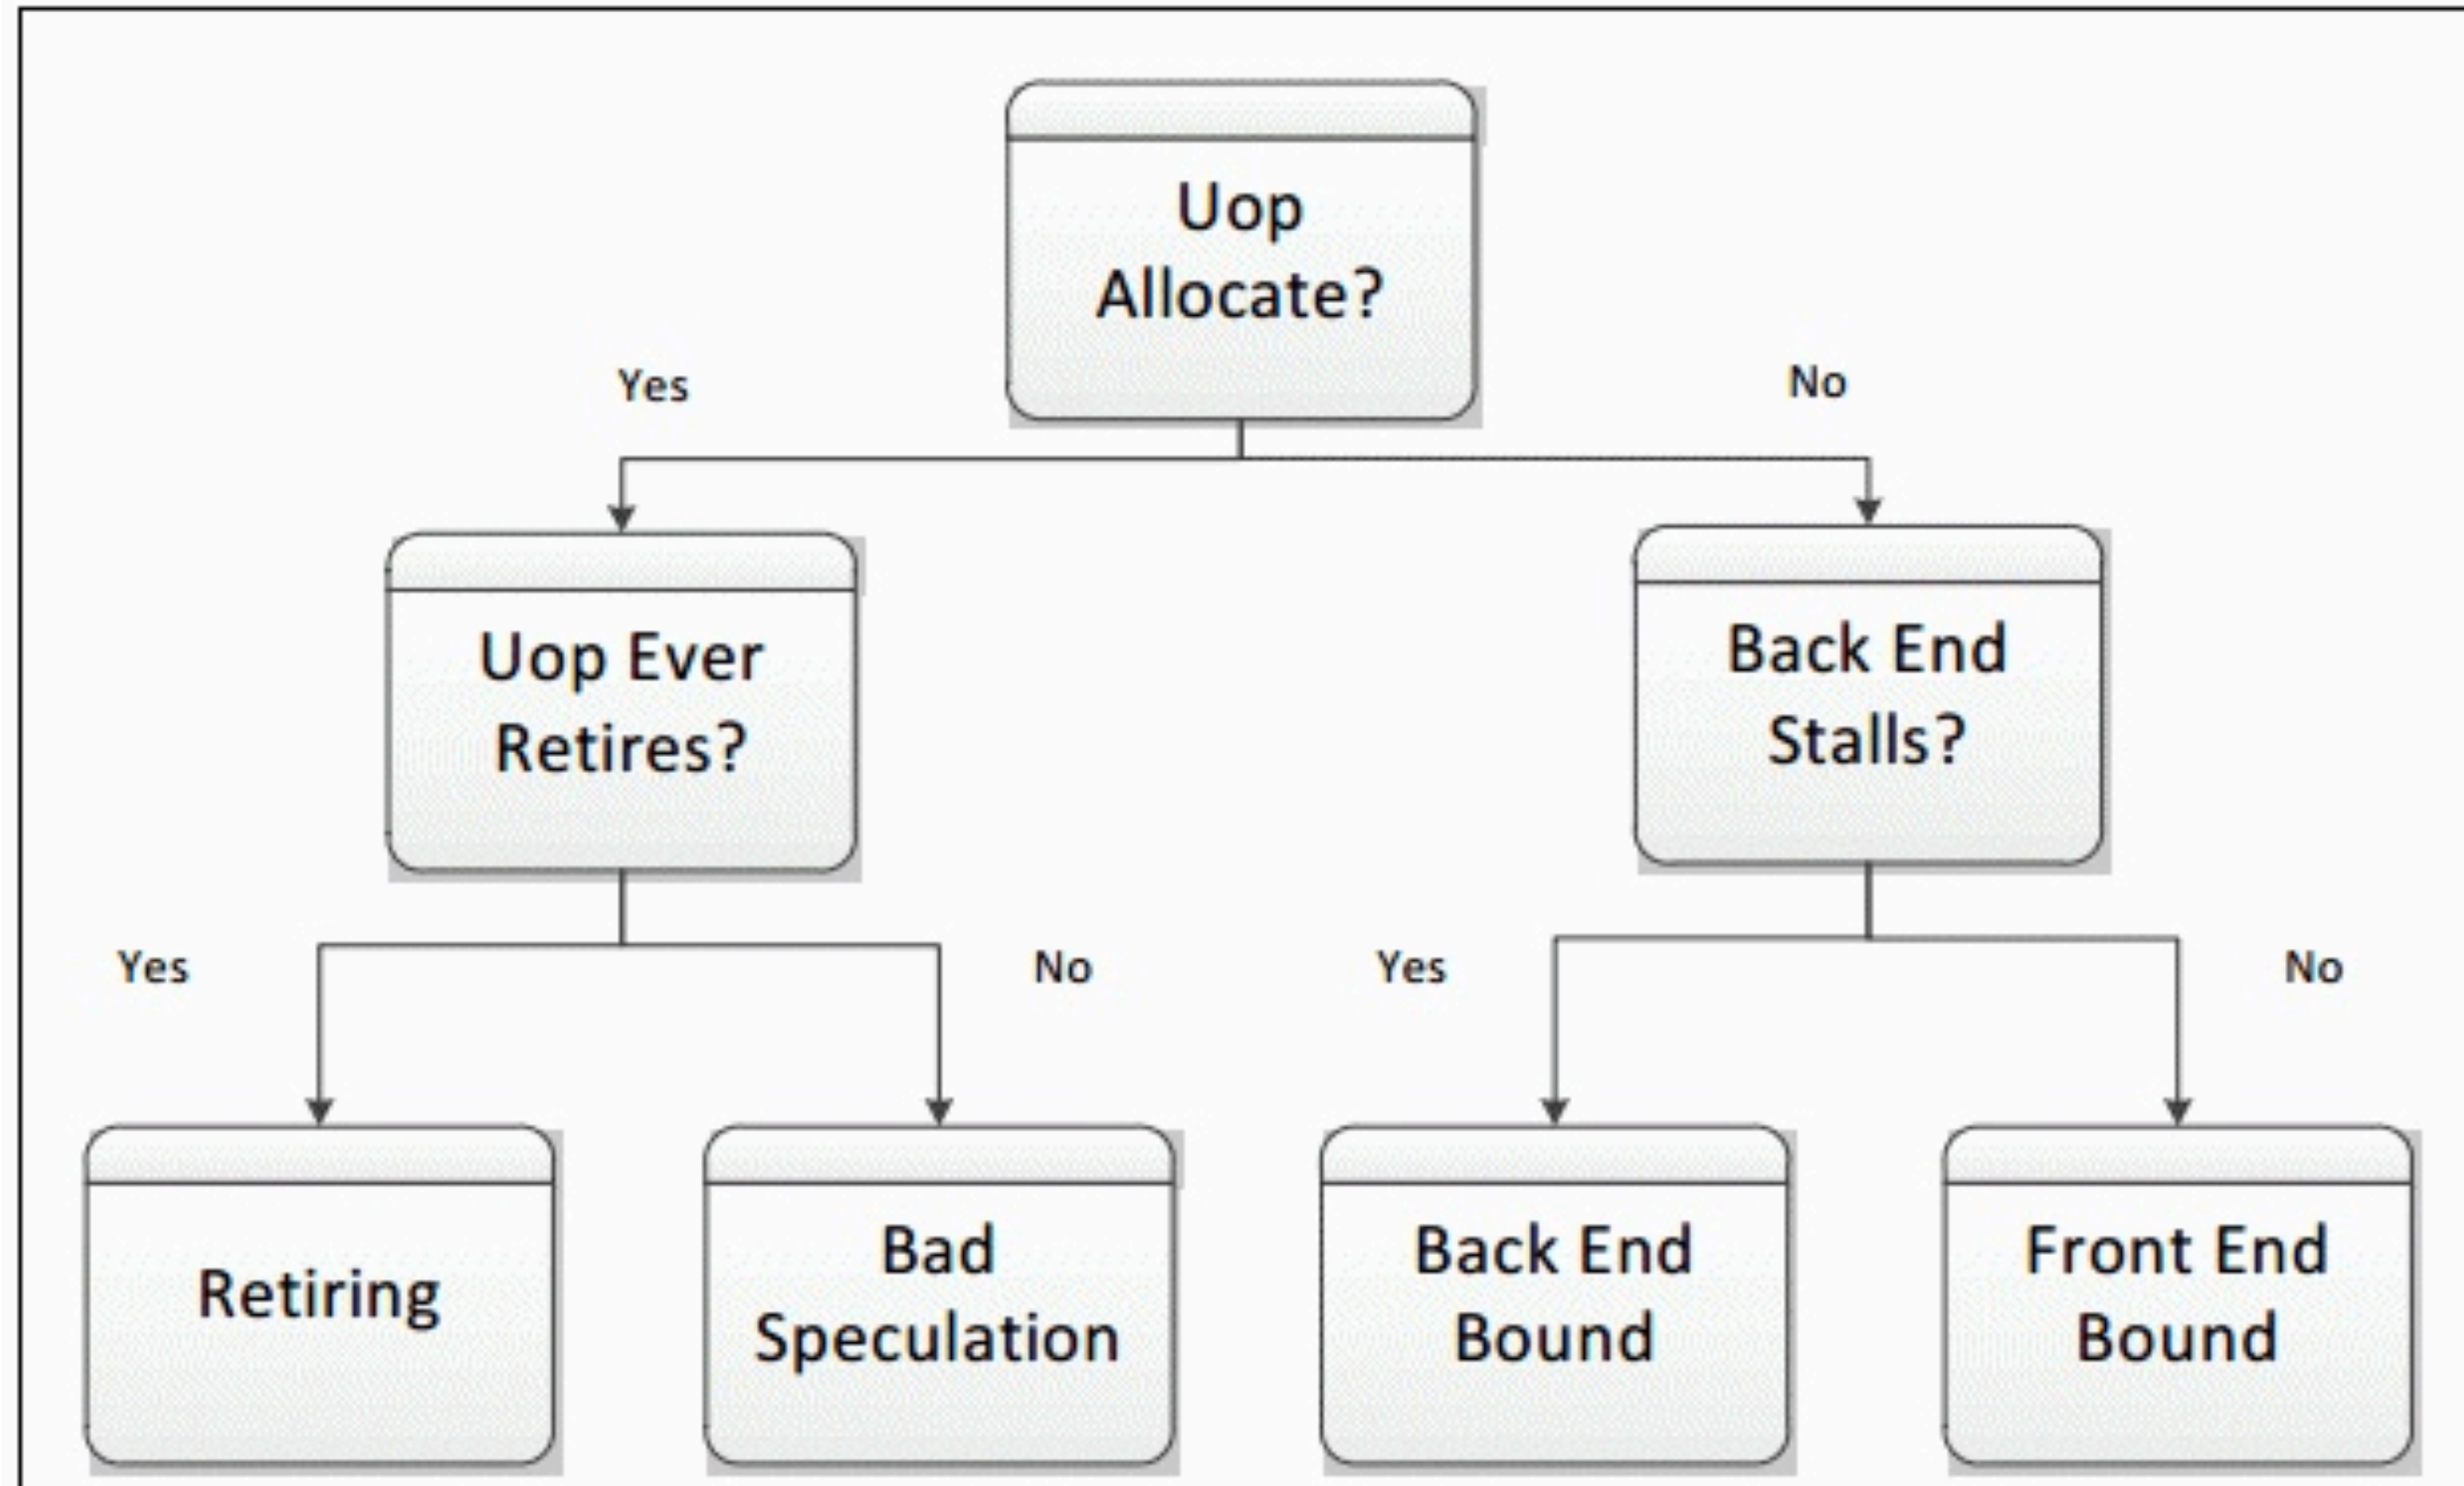 Uop
Allocate?
Yes
No
Uop Ever
Retires?
Back End
Stalls?
Yes
No
Yes
No
Retiring
Bad
Speculation
Back End
Bound
Front End
Bound